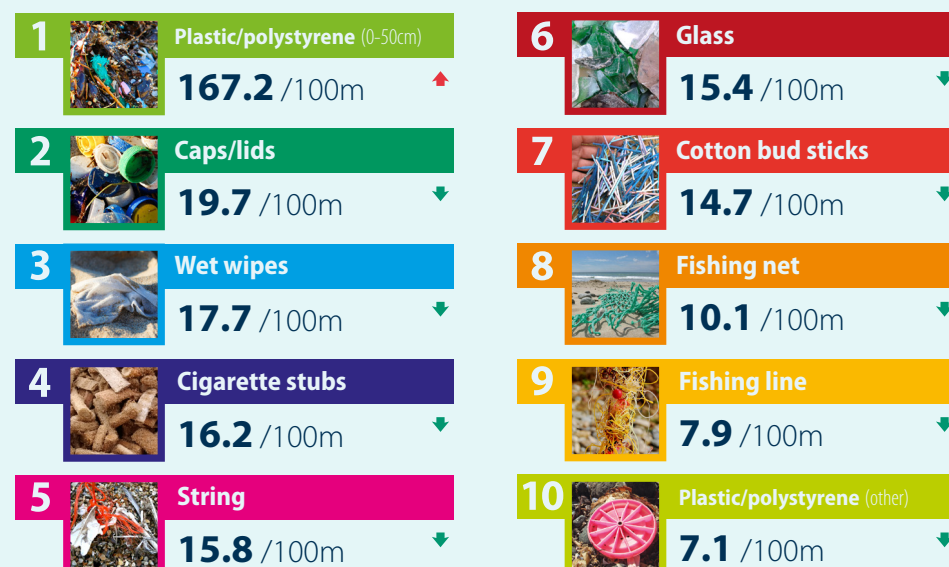 1
Plastic/polystyrene (0-50cm)
167.2 /100m
2
Caps/lids
19.7 /100m
3
Wet wipes
17.7 /100m
4
Cigarette stubs
16.2 /100m
5
String
15.8 /100m
6
Glass
15.4 /100m
7
Cotton bud sticks
14.7 /100m
8
Fishing net
10.1 /100m
9
Fishing line
7.9 /100m
10
Plastic/polystyrene (other)
7.1 /100m